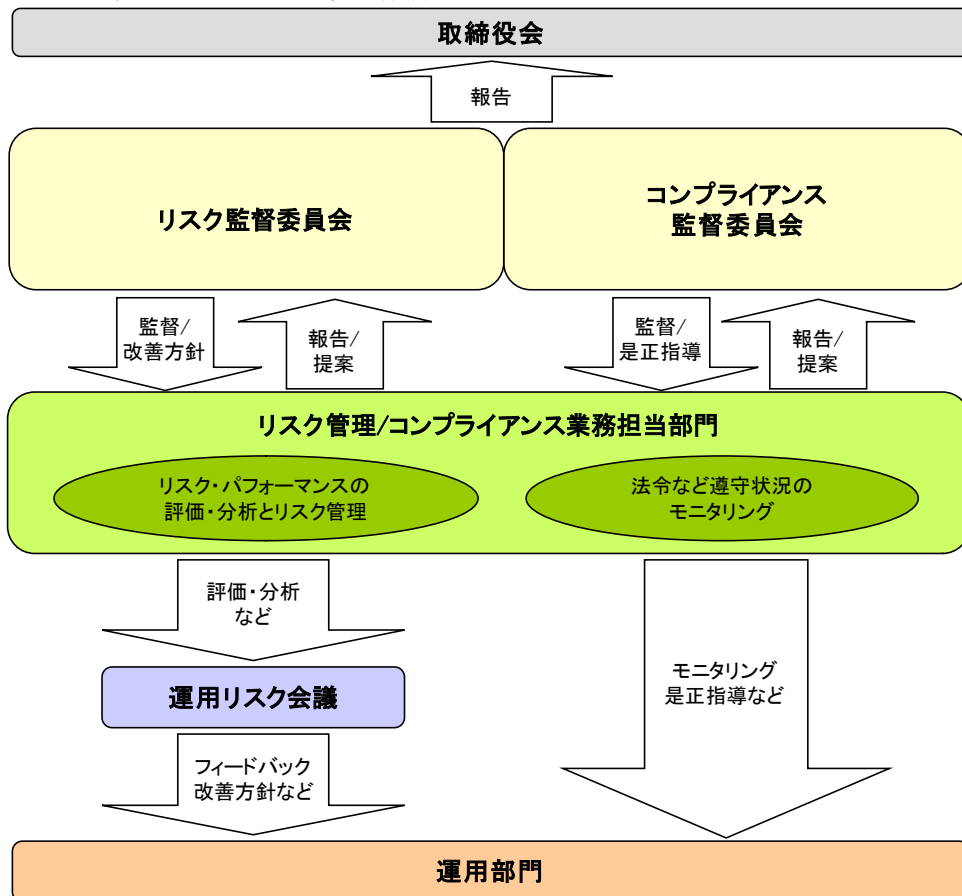 取締役会
報告
リスク監督委員会
コンプライアンス
監督委員会
監督/
改善方針
報告/
提案
監督/
是正指導
報告/
提案
リスク管理/コンプライアンス業務担当部門
リスク・パフォーマンスの
評価・分析とリスク管理
法令など遵守状況の
モニタリング
評価・分析
など
運用リスク会議
モニタリング
是正指導など
フィードバック
改善方針など
運用部門